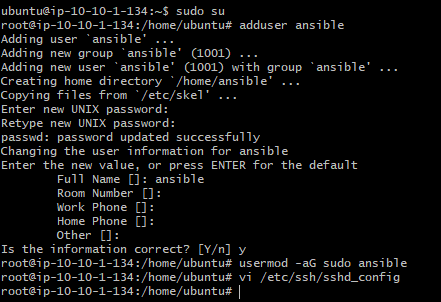 ubuntu@ip-10-10-1-134:~$ sudo su
root@ip-10-10-1-134:/home/ubuntu# adduser ansible
Adding user `ansible' ...
Adding new group `ansible' (1001) ...
Adding new user `ansible' (1001) with group `ansible' ...
Creating home directory `/home/ansible' ...
Copying files from `/etc/skel' ...
Enter new UNIX password:
Retype new UNIX password:
passwd: password updated successfully
Changing the user information for ansible
Enter the new value, or press ENTER for the default
        Full Name []: ansible
        Room Number []:
        Work Phone []:
        Home Phone []:
        Other []:
Is the information correct? [Y/n] y
root@ip-10-10-1-134:/home/ubuntu# usermod -aG sudo ansible
root@ip-10-10-1-134:/home/ubuntu# vi /etc/ssh/sshd_config
root@ip-10-10-1-134:/home/ubuntu#